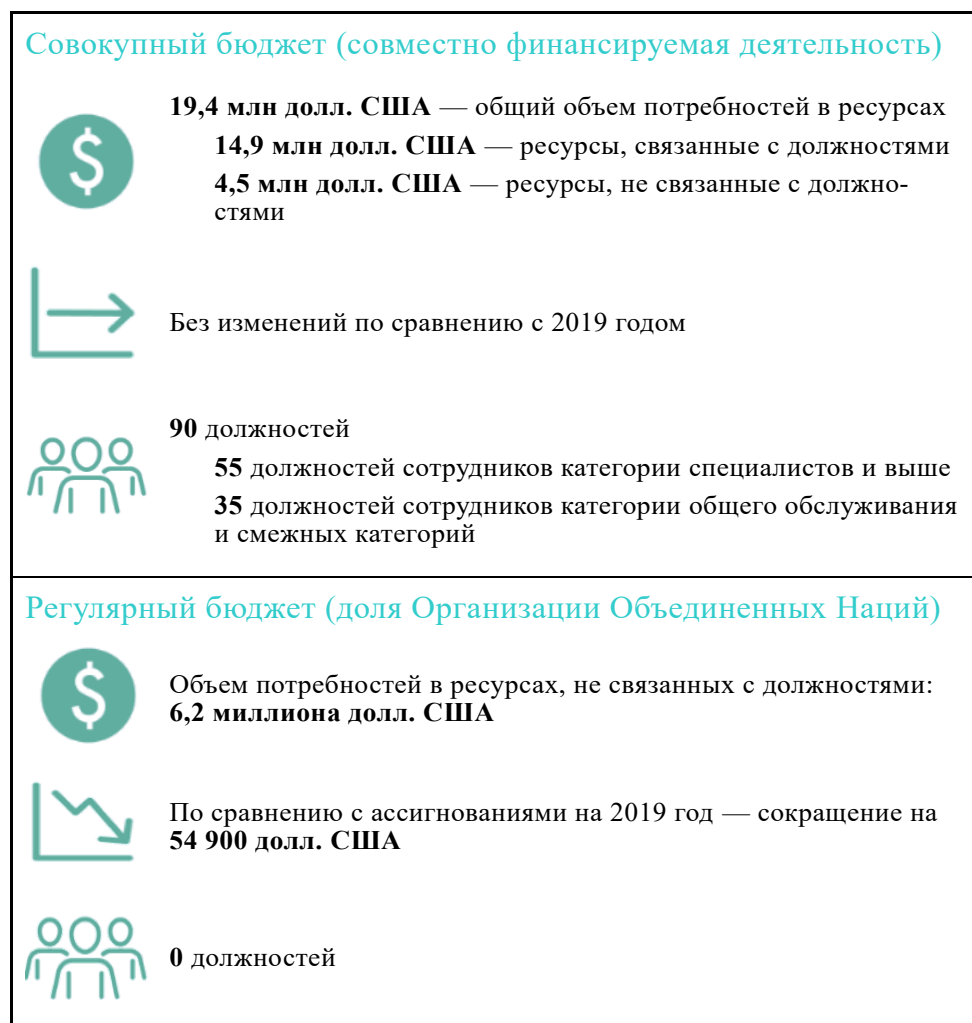 Совокупный бюджет (совместно финансируемая деятельность)
$
19,4 млн долл. США — общий объем потребностей в ресурсах
14,9 млн долл. США — ресурсы, связанные с должностями
4,5 млн долл. США — ресурсы, не связанные с должно-
стями
Без изменений по сравнению с 2019 годом
90 должностей
55 должностей сотрудников категории специалистов и выше
35 должностей сотрудников категории общего обслуживания
и смежных категорий
Регулярный бюджет (доля Организации Объединенных Наций)
$
Объем потребностей в ресурсах, не связанных с должностями:
6,2 миллиона долл. США
По сравнению с ассигнованиями на 2019 год — сокращение на
54 900 долл. США
0 должностей